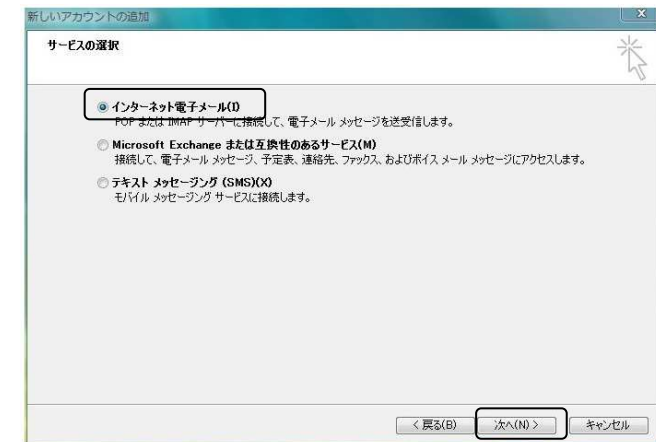 新しいアカウントの追加
サービスの選択
インターネット電子メール(I)
POP または IMAP サーバーに接続して、電子メール メッセージを送受信します。
Microsoft Exchange または互換性のあるサービス(M)
接続して、電子メール メッセージ、予定表、連絡先、ファックス、およびボイス メール メッセージにアクセスします。
テキスト メッセージング (SMS)(X)
モバイル メッセージング サービスに接続します。
< 戻る(B) 次へ(N) > キャンセル